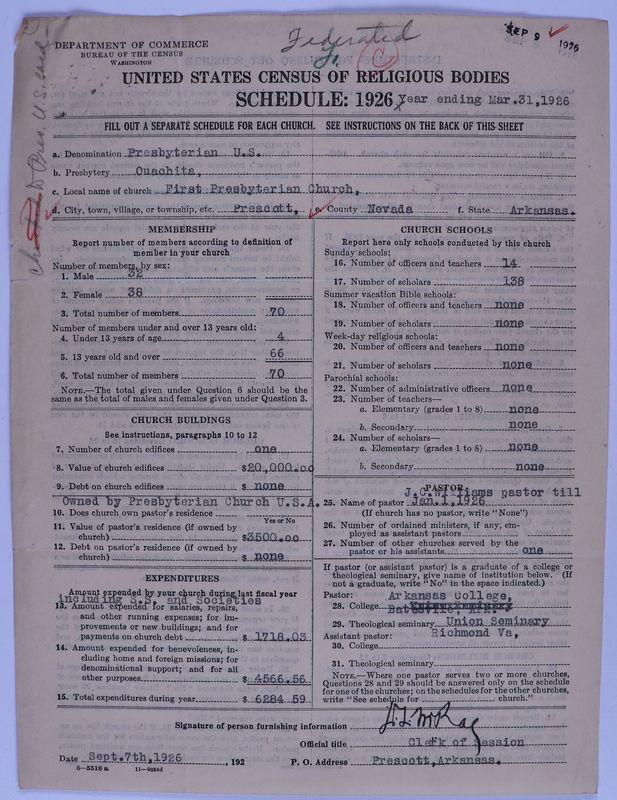 Federated
C
SEP 9 1926
DEPARTMENT OF COMMERCE
BUREAU OF THE CENSUS
WASHINGTON
UNITED STATES CENSUS OF RELIGIOUS BODIES
SCHEDULE: 1926 Year ending Mar.31,1926
FILL OUT A SEPARATE SCHEDULE FOR EACH CHURCH. SEE INSTRUCTIONS ON THE BACK OF THIS SHEET
a. Denomination Presbyterian U.S.
b. Presbytery Ouachita,
c. Local name of church First Presbyterian Church,
d. City, town, village, or township, etc. Prescott, e. County Nevada f. State Arkansas.
MEMBERSHIP
Report number of members according to definition of
member in your church
Number of members, by sex:
1. Male 32
2. Female 38
3. Total number of members 70
Number of members under and over 13 years old:
4. Under 13 years of age 4
5. 13 years old and over 66
6. Total number of members 70
NOTE.—The total given under Question 6 should be the
same as the total of males and females given under Question 3.
CHURCH BUILDINGS
See instructions, paragraphs 10 to 12
7. Number of church edifices one
8. Value of church edifices $20,000.00
9. Debt on church edifices $ none
Owned by Presbyterian Church U.S.A.
10. Does church own pastor's residence
Yes or No
11. Value of pastor's residence (if owned by
church) $3500.00
12. Debt on pastor's residence (if owned by
church) $ none
EXPENDITURES
Amount expended by your church during last fiscal year
including S.S. and Societies
13. Amount expended for salaries, repairs,
and other running expenses; for im-
provements or new buildings; and for
payments on church debt $ 1718.03
14. Amount expended for benevolences, in-
cluding home and foreign missions; for
denominational support; and for all
other purposes $ 4566.56
15. Total expenditures during year $ 6284 59
CHURCH SCHOOLS
Report here only schools conducted by this church
Sunday schools:
16. Number of officers and teachers 14
17. Number of scholars 138
Summer vacation Bible schools:
18. Number of officers and teachers none
19. Number of scholars none
Week-day religious schools:
20. Number of officers and teachers none
21. Number of scholars none
Parochial schools:
22. Number of administrative officers none
23. Number of teachers—
a. Elementary (grades 1 to 8) none
b. Secondary none
24. Number of scholars—
a. Elementary (grades 1 to 8) none
b. Secondary none
PASTOR
J.C.Williams pastor till
25. Name of pastor Jan.1,1926
(If church has no pastor, write "None")
26. Number of ordained ministers, if any, em-
ployed as assistant pastors
27. Number of other churches served by the
pastor or his assistants one
If pastor (or assistant pastor) is a graduate of a college or
theological seminary, give name of institution below. (If
not a graduate, write "No" in the space indicated.)
Pastor: Arkansas College,
28. College
Batesville, Ark.
29. Theological seminary Union Seminary
Assistant pastor: Richmond Va,
30. College
31. Theological seminary
NOTE.—Where one pastor serves two or more churches,
Questions 28 and 29 should be answered only on the schedule
for one of the churches; on the schedules for the other churches,
write "See schedule for church."
Signature of person furnishing information
Official title Clerk of Session
Date Sept.7th,1926 , 192 P. O. Address Prescott,Arkansas.
8—5518 a